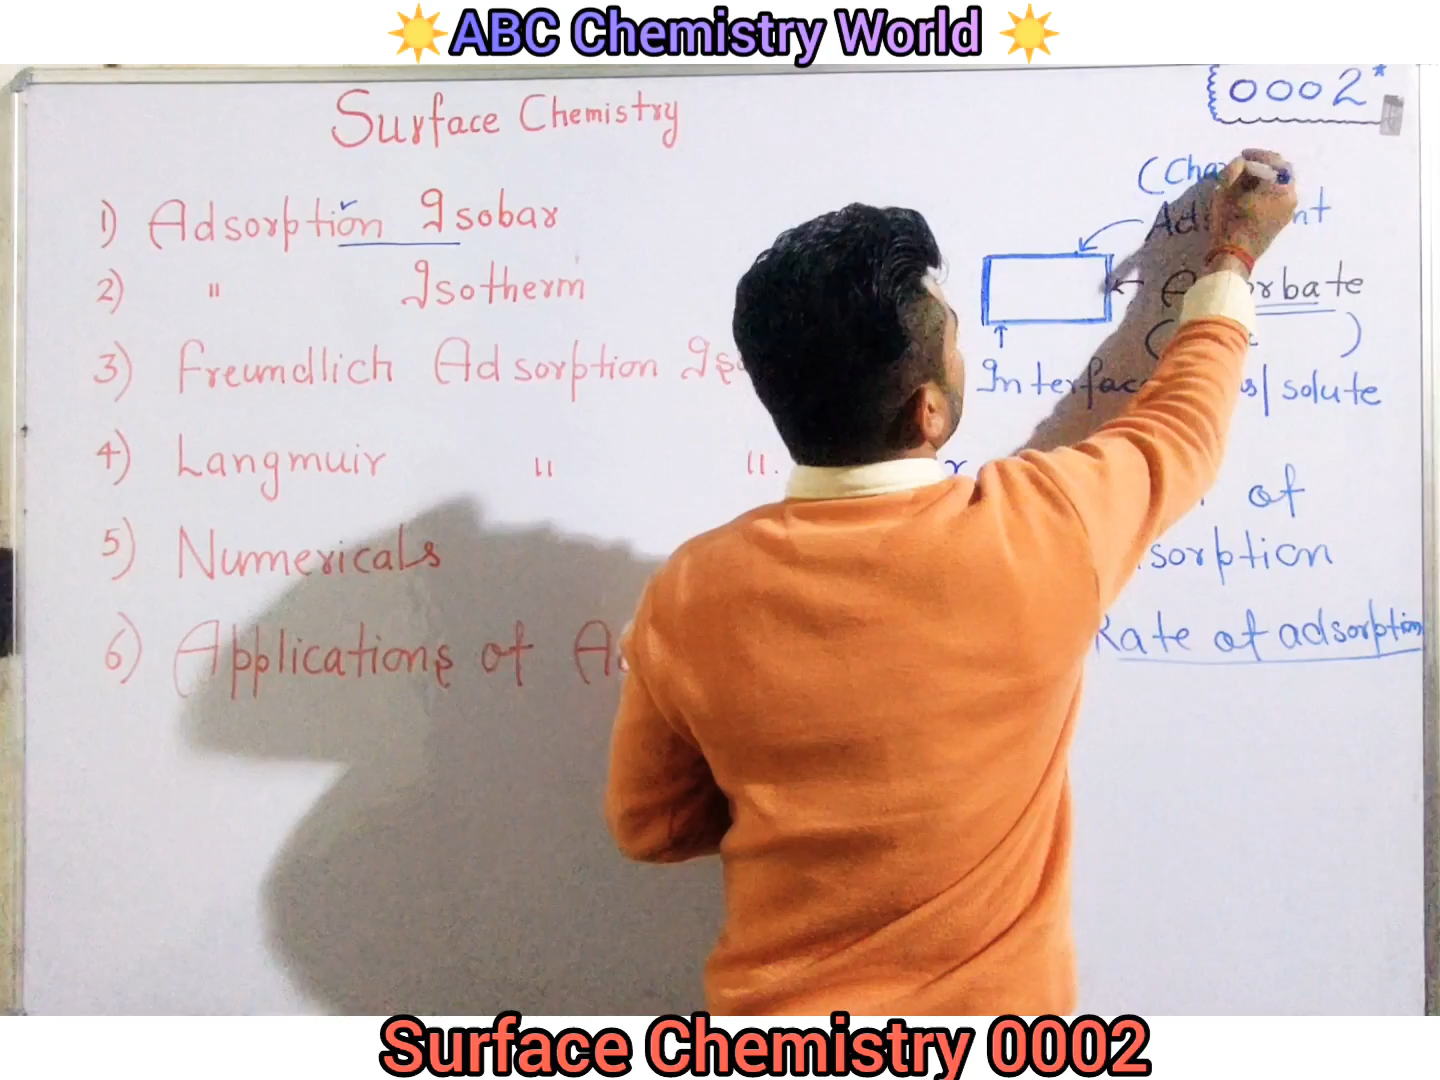 ABC Chemistry World
0002*
Surface Chemistry
1) Adsorption Isobar
2) " Isotherm
3) Freundlich Adsorption
4) Langmuir " "
5) Numericals
6) Applications of
(
Adsorbate
( )
Interface
/ solute
of
Rate of adsorption
Surface Chemistry 0002